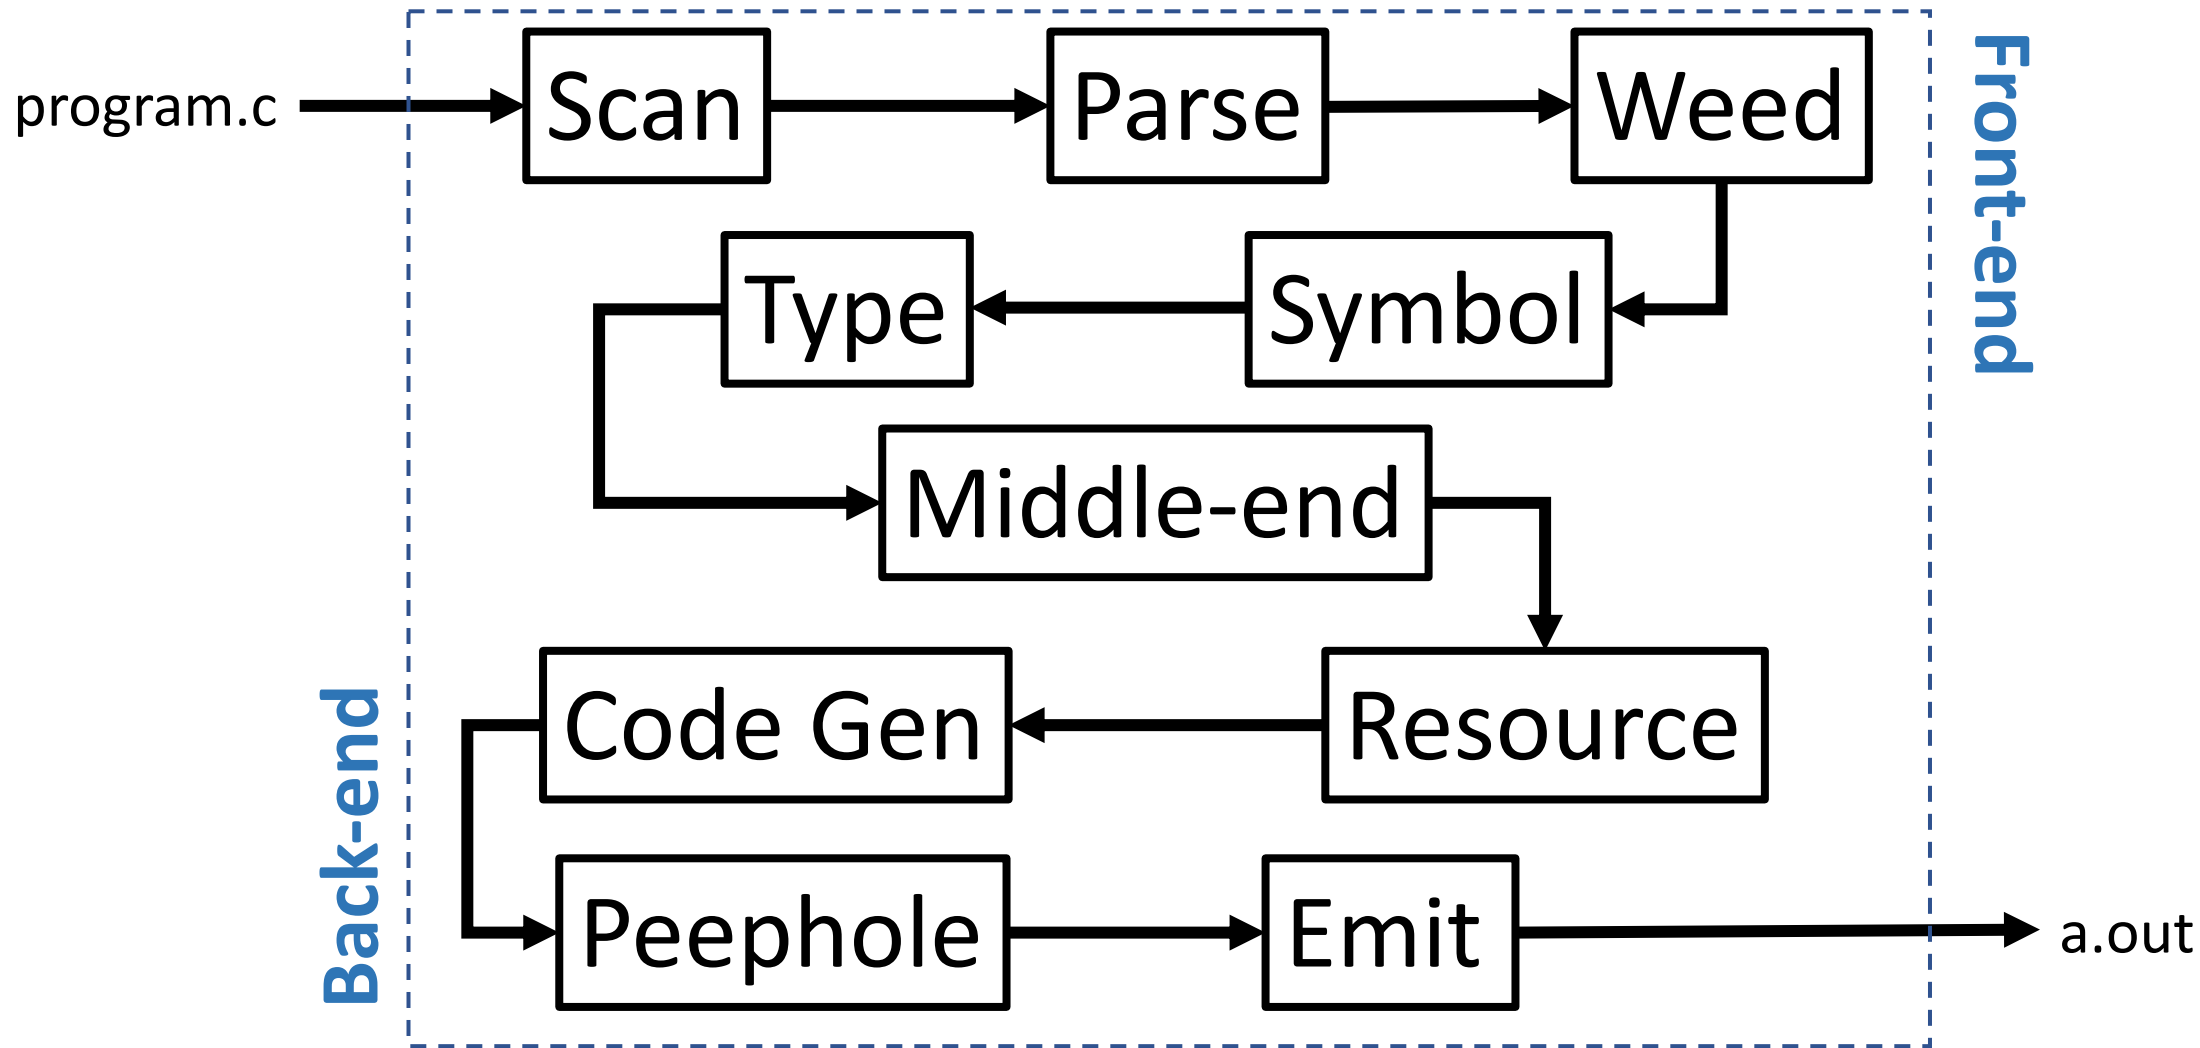 program.c
Scan
Parse
Weed
Front-end
Type
Symbol
Middle-end
Back-end
Code Gen
Resource
Peephole
Emit
a.out